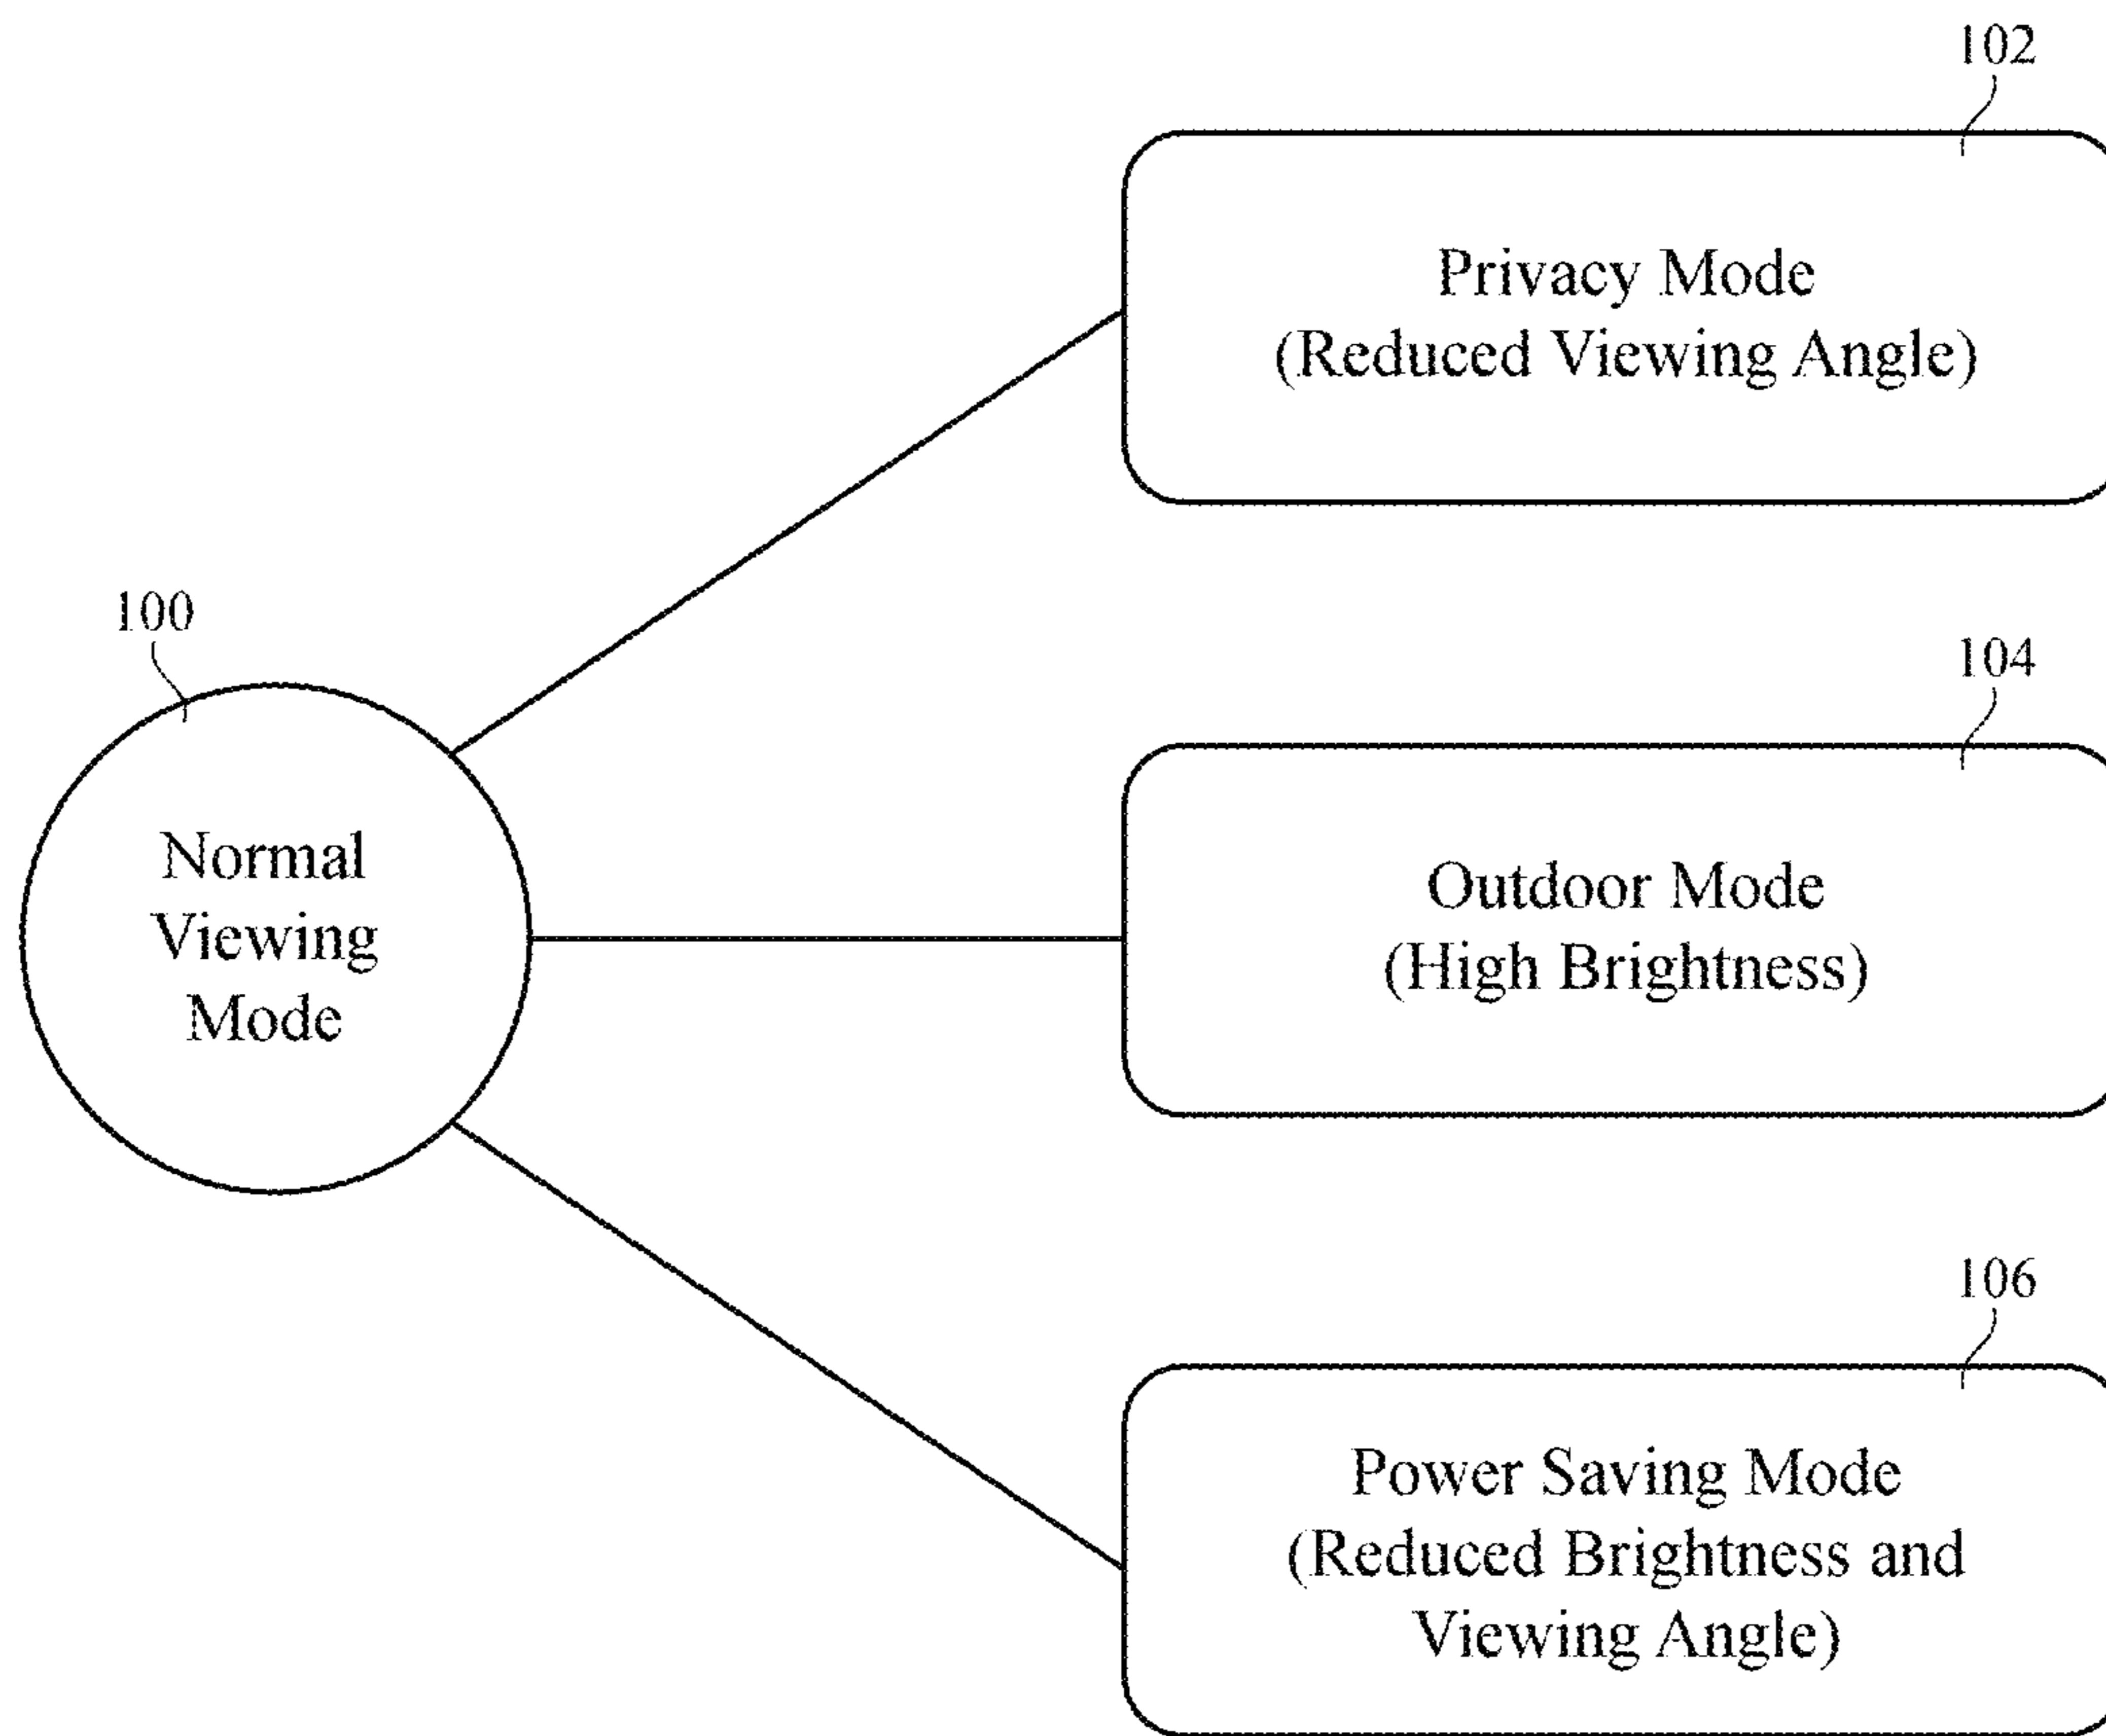 102
Privacy Mode
(Reduced Viewing Angle)
100
Normal
Viewing
Mode
104
Outdoor Mode
(High Brightness)
106
Power Saving Mode
(Reduced Brightness and
Viewing Angle)